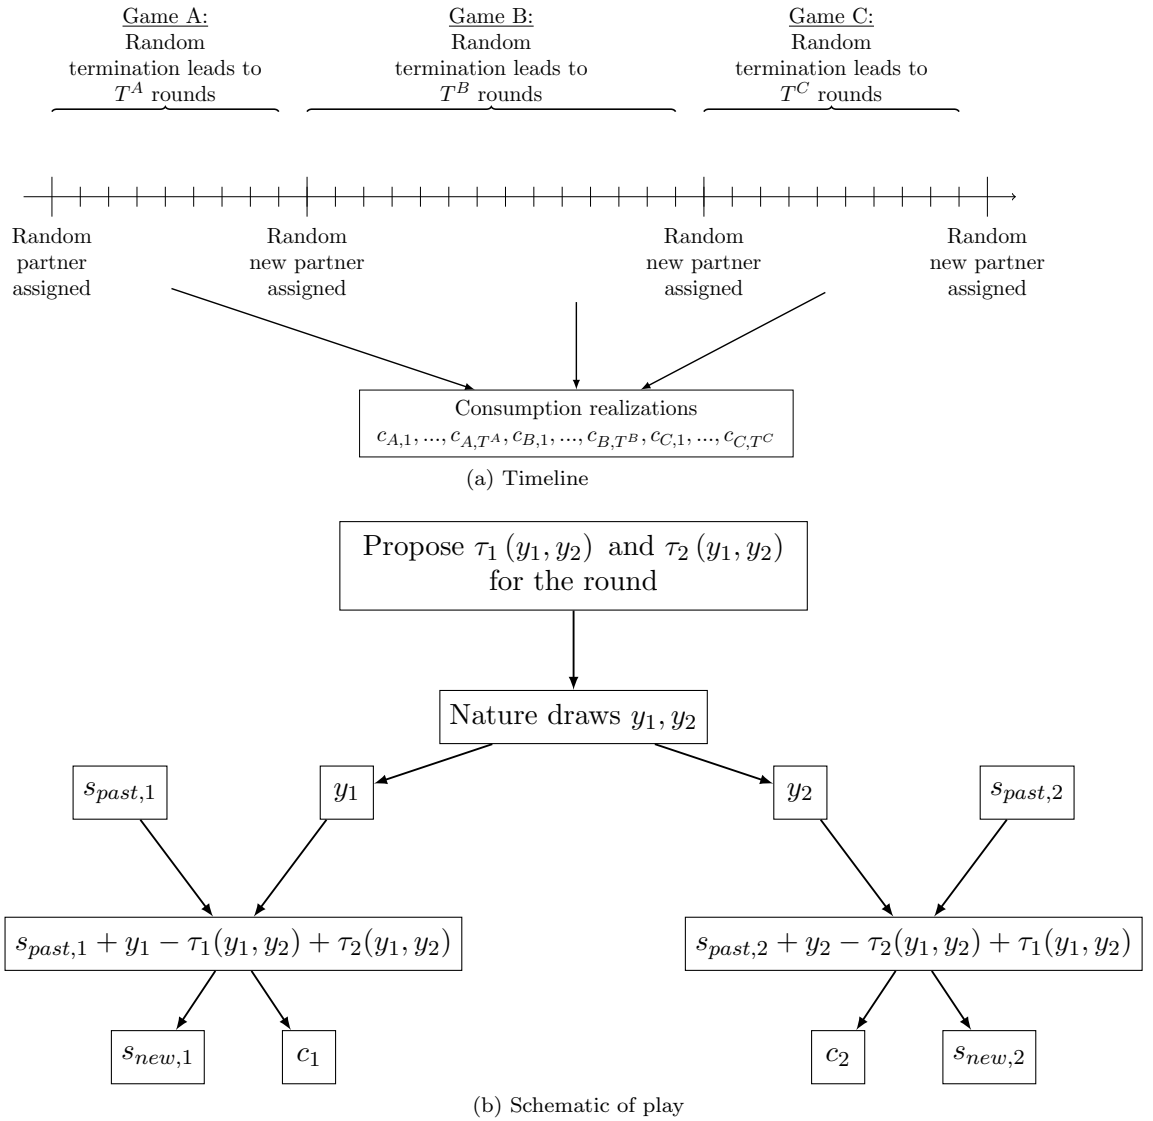 Game A:
Random
termination leads to
T^A rounds
Game B:
Random
termination leads to
T^B rounds
Game C:
Random
termination leads to
T^C rounds
Random
partner
assigned
Random
new partner
assigned
Random
new partner
assigned
Random
new partner
assigned
Consumption realizations
c_{A,1}, ..., c_{A,T^A}, c_{B,1}, ..., c_{B,T^B}, c_{C,1}, ..., c_{C,T^C}
(a) Timeline
Propose τ_1 (y_1, y_2) and τ_2 (y_1, y_2)
for the round
Nature draws y_1, y_2
s_{past,1}
y_1
y_2
s_{past,2}
s_{past,1} + y_1 − τ_1(y_1, y_2) + τ_2(y_1, y_2)
s_{past,2} + y_2 − τ_2(y_1, y_2) + τ_1(y_1, y_2)
s_{new,1}
c_1
c_2
s_{new,2}
(b) Schematic of play